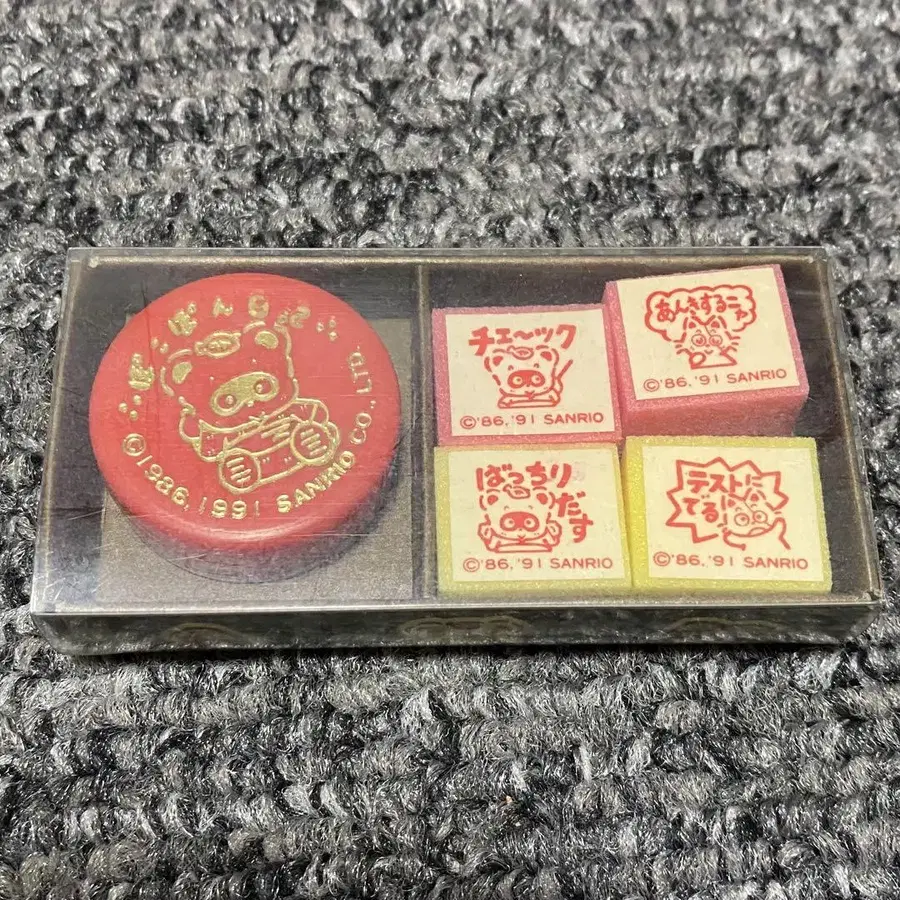 ぽこぽん日記
©1986, 1991 SANRIO CO., LTD.
チェ〜ック
©'86,'91 SANRIO
あんきするニャ
©'86,'91 SANRIO
ばっちり
だす
©'86,'91 SANRIO
テストに
でる
©'86,'91 SANRIO